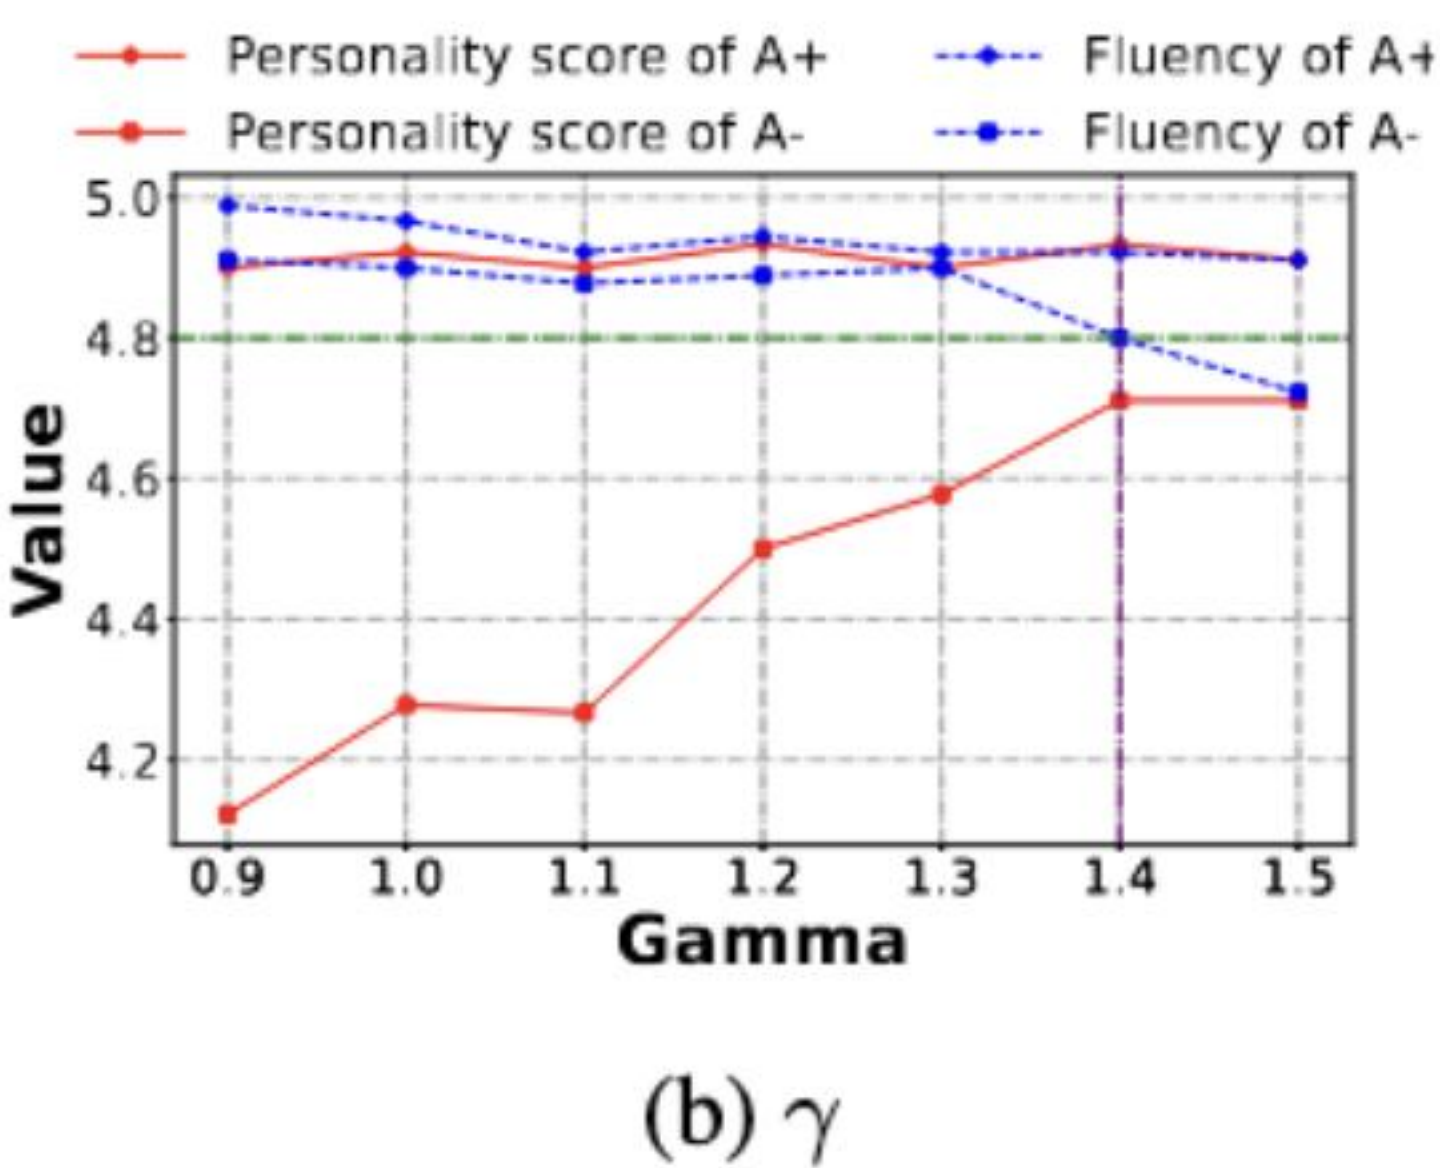 Personality score of A+ Fluency of A+
Personality score of A- Fluency of A-
5.0
4.8
4.6
4.4
4.2
Value
0.9 1.0 1.1 1.2 1.3 1.4 1.5
Gamma
(b) γ